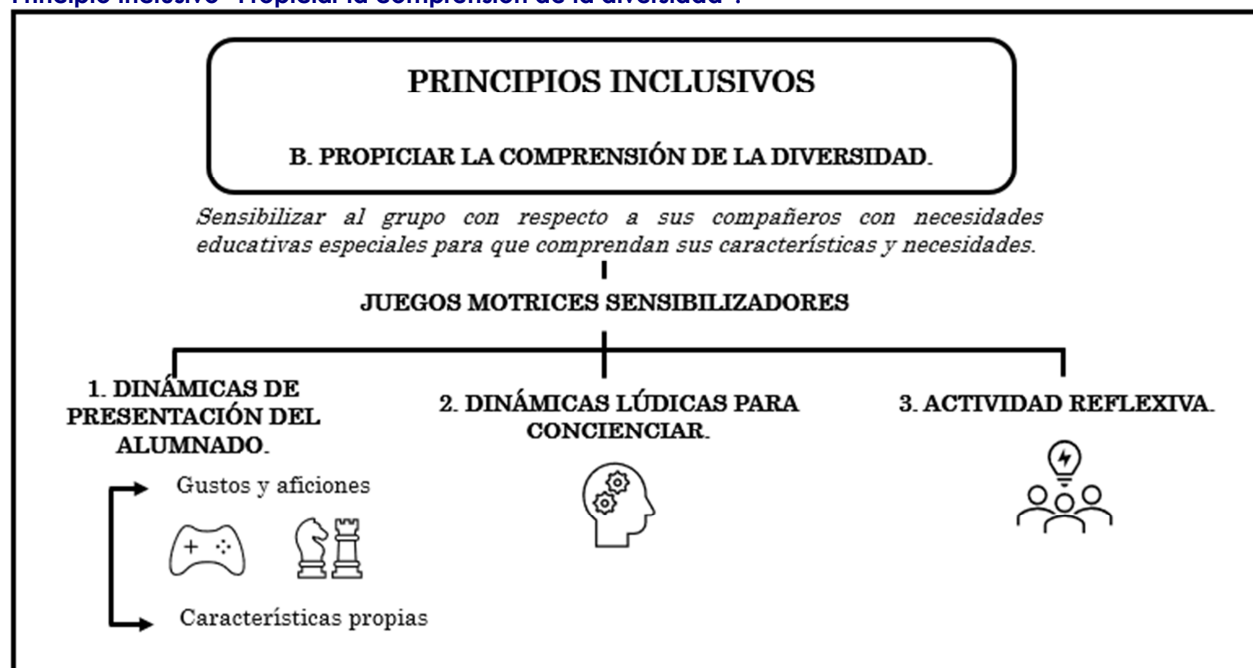 Principio inclusivo "Propiciar la comprensión de la diversidad".
PRINCIPIOS INCLUSIVOS
B. PROPICIAR LA COMPRENSIÓN DE LA DIVERSIDAD.
Sensibilizar al grupo con respecto a sus compañeros con necesidades
educativas especiales para que comprendan sus características y necesidades.
JUEGOS MOTRICES SENSIBILIZADORES
1. DINÁMICAS DE
PRESENTACIÓN DEL
ALUMNADO.
2. DINÁMICAS LÚDICAS PARA
CONCIENCIAR.
3. ACTIVIDAD REFLEXIVA.
Gustos y aficiones
Características propias